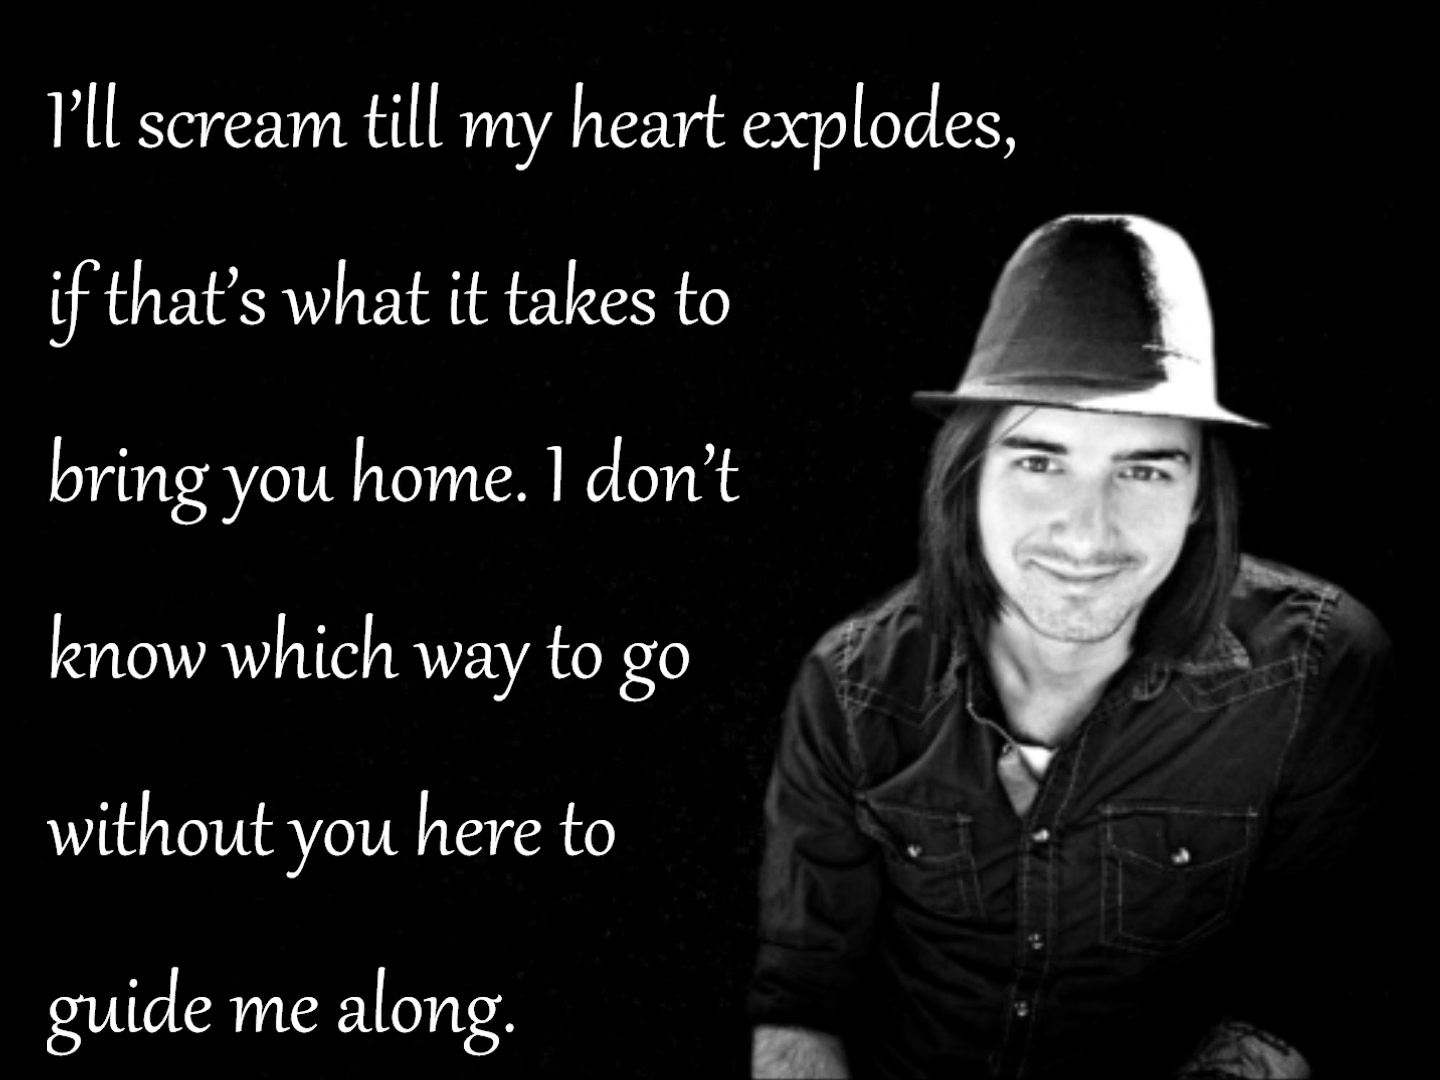 I’ll scream till my heart explodes,
if that’s what it takes to
bring you home. I don’t
know which way to go
without you here to
guide me along.